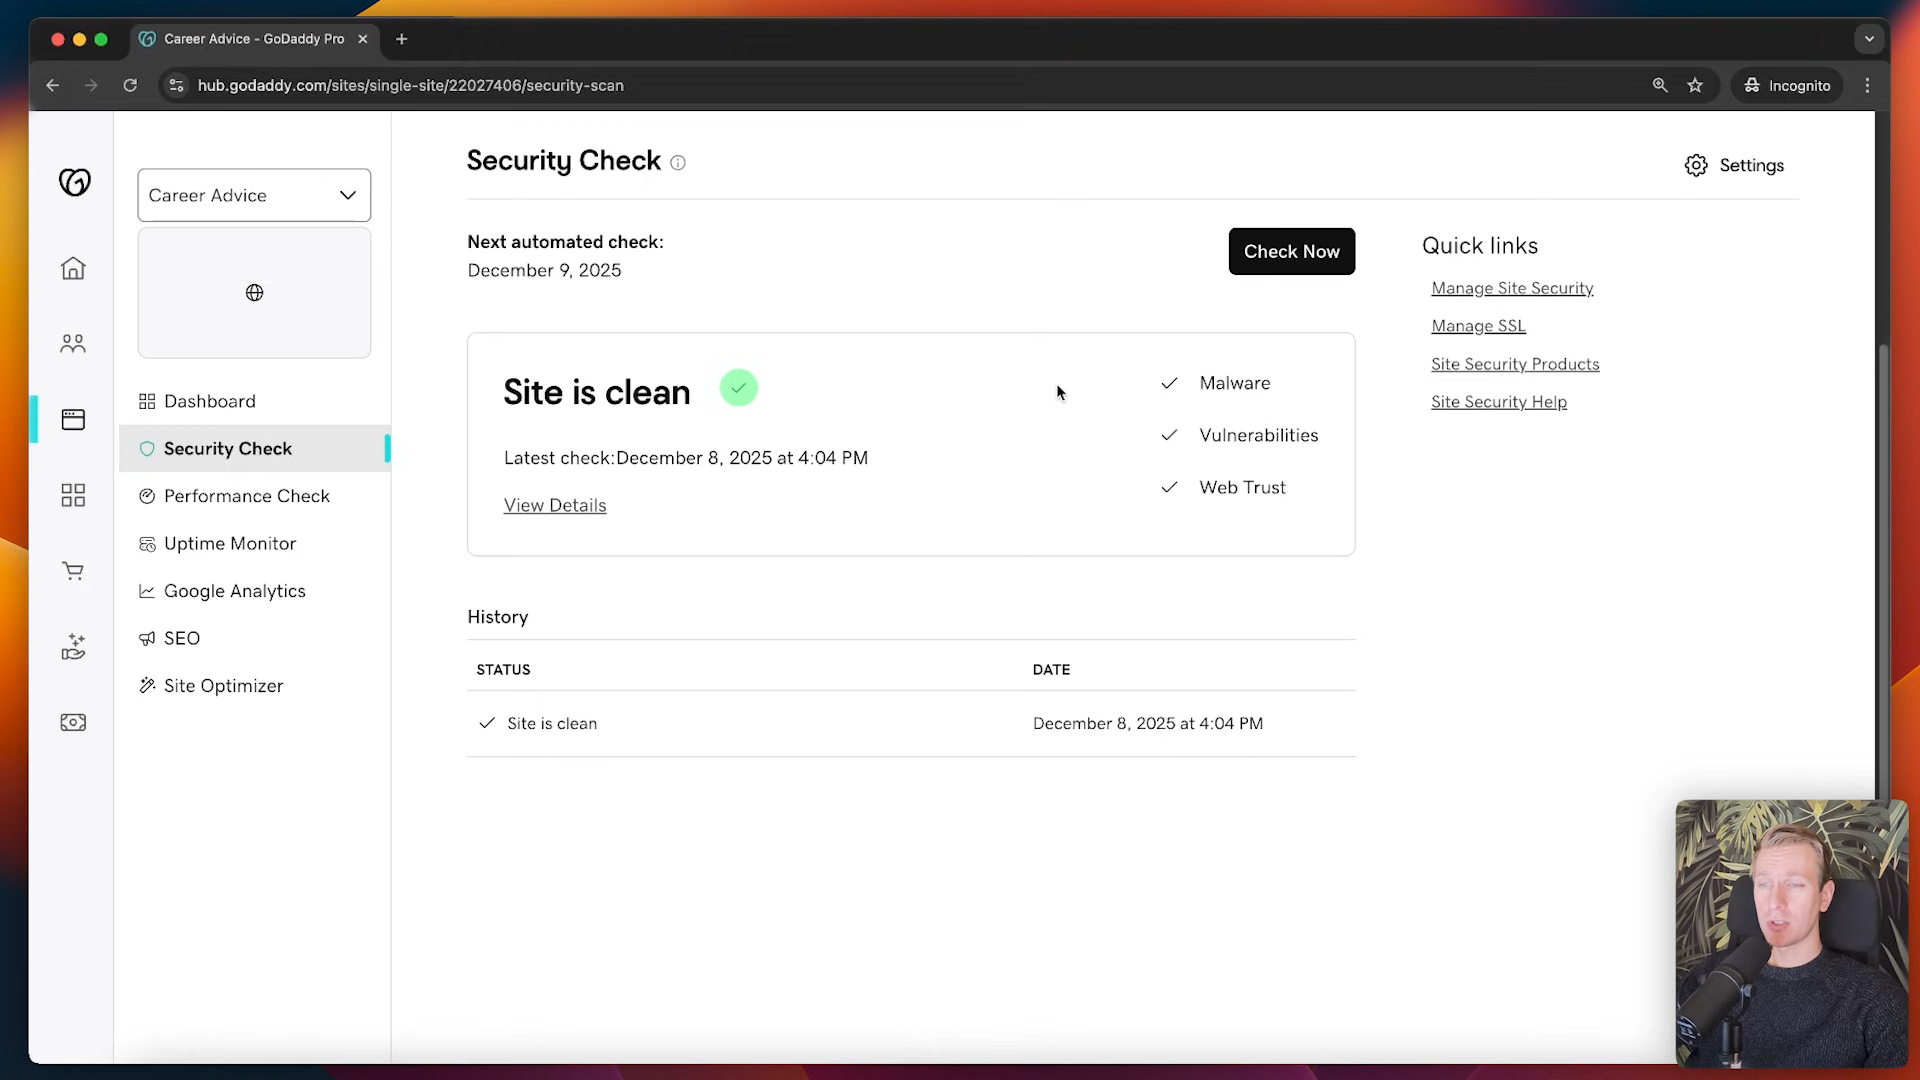 Career Advice - GoDaddy Pro
hub.godaddy.com/sites/single-site/22027406/security-scan
Incognito
Career Advice
Dashboard
Security Check
Performance Check
Uptime Monitor
Google Analytics
SEO
Site Optimizer
Security Check
Settings
Next automated check:
December 9, 2025
Check Now
Site is clean
Latest check:December 8, 2025 at 4:04 PM
View Details
Malware
Vulnerabilities
Web Trust
History
STATUS DATE
Site is clean December 8, 2025 at 4:04 PM
Quick links
Manage Site Security
Manage SSL
Site Security Products
Site Security Help